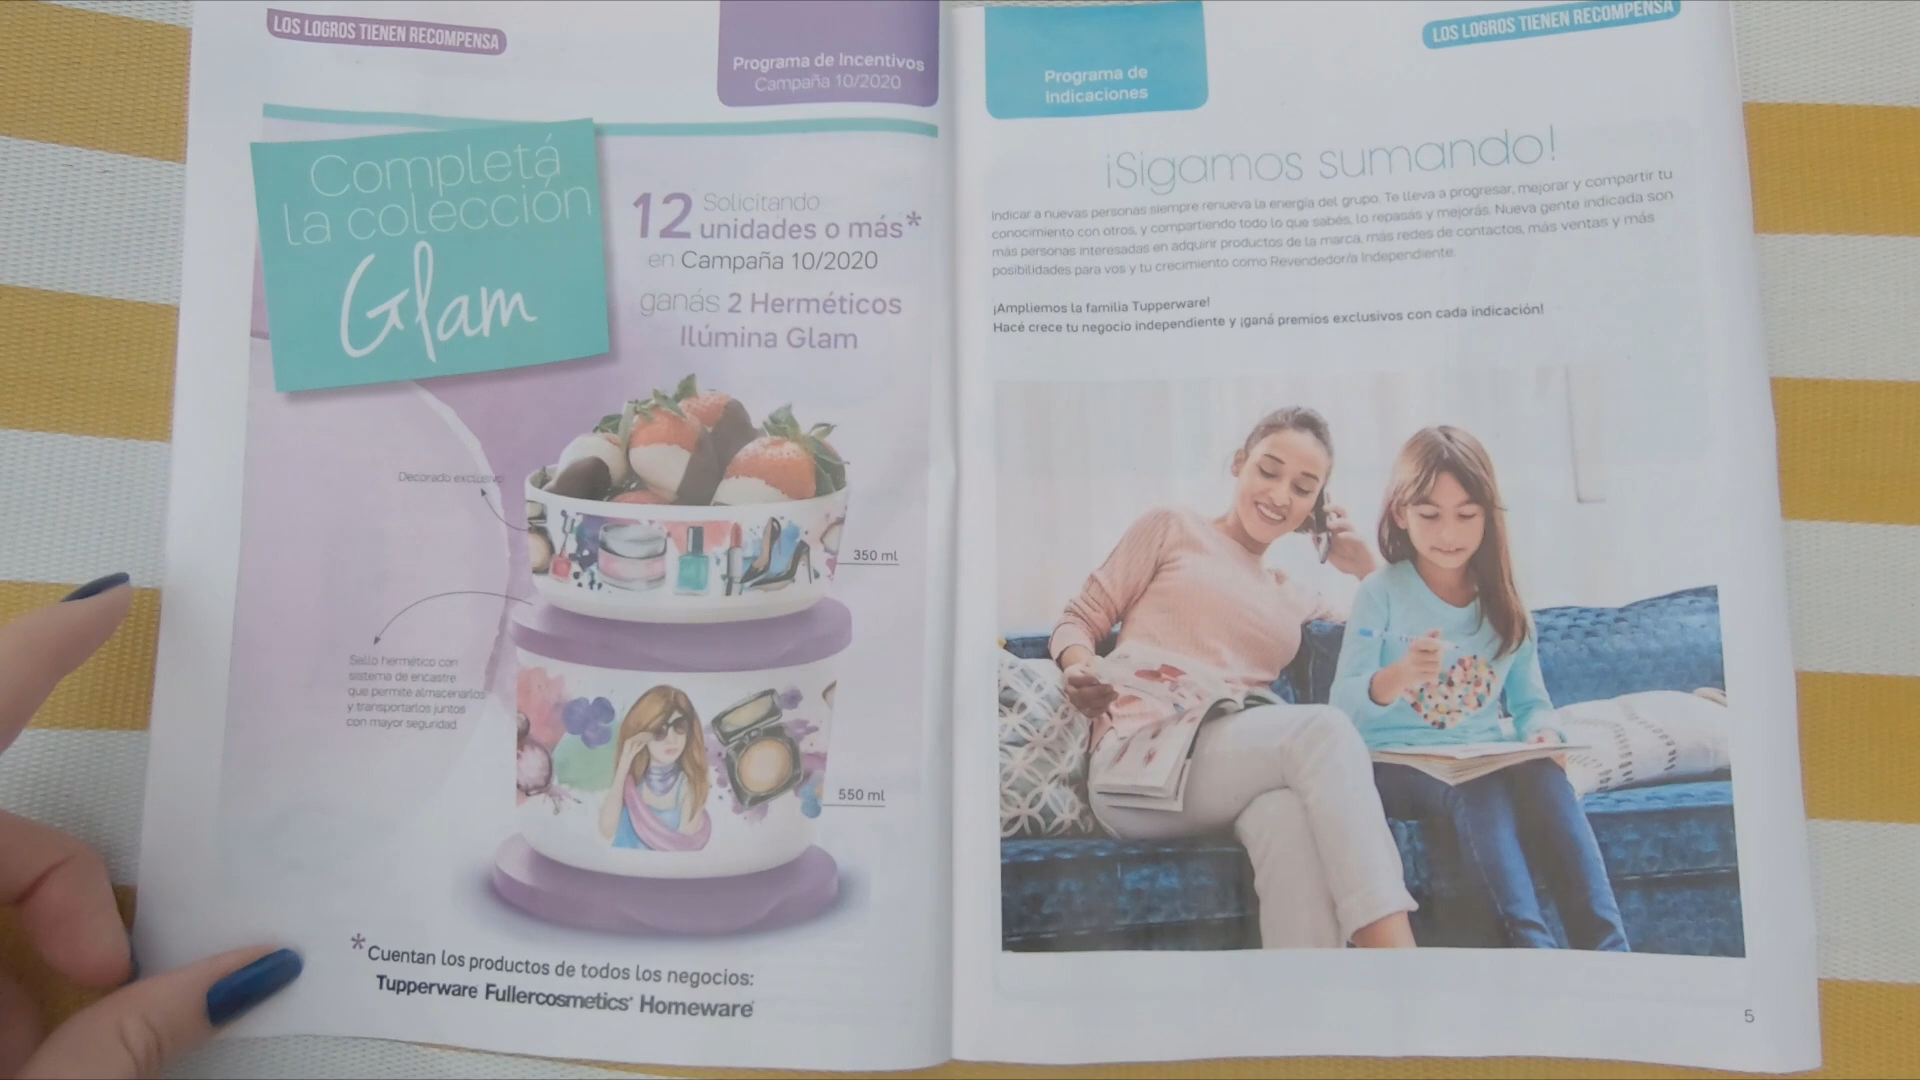 LOS LOGROS TIENEN RECOMPENSA
Programa de Incentivos
Campaña 10/2020
Completá
la colección
Glam
12 Solicitando
unidades o más*
en Campaña 10/2020
ganás 2 Herméticos
Ilúmina Glam
Decorado exclusivo
350 ml
Sello hermético con
sistema de encastre
que permite almacenarlos
y transportarlos juntos
con mayor seguridad.
550 ml
*Cuentan los productos de todos los negocios:
Tupperware Fullercosmetics® Homeware
LOS LOGROS TIENEN RECOMPENSA
Programa de
Indicaciones
¡Sigamos sumando!
Indicar a nuevas personas siempre renueva la energía del grupo. Te lleva a progresar, mejorar y compartir tu
conocimiento con otros, y compartiendo todo lo que sabés, lo repasás y mejorás. Nueva gente indicada son
más personas interesadas en adquirir productos de la marca, más redes de contactos, más ventas y más
posibilidades para vos y tu crecimiento como Revendedor/a Independiente.
¡Ampliemos la familia Tupperware!
Hacé crece tu negocio independiente y ¡ganá premios exclusivos con cada indicación!
5